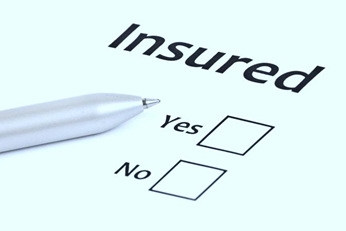 Insured
Yes
No